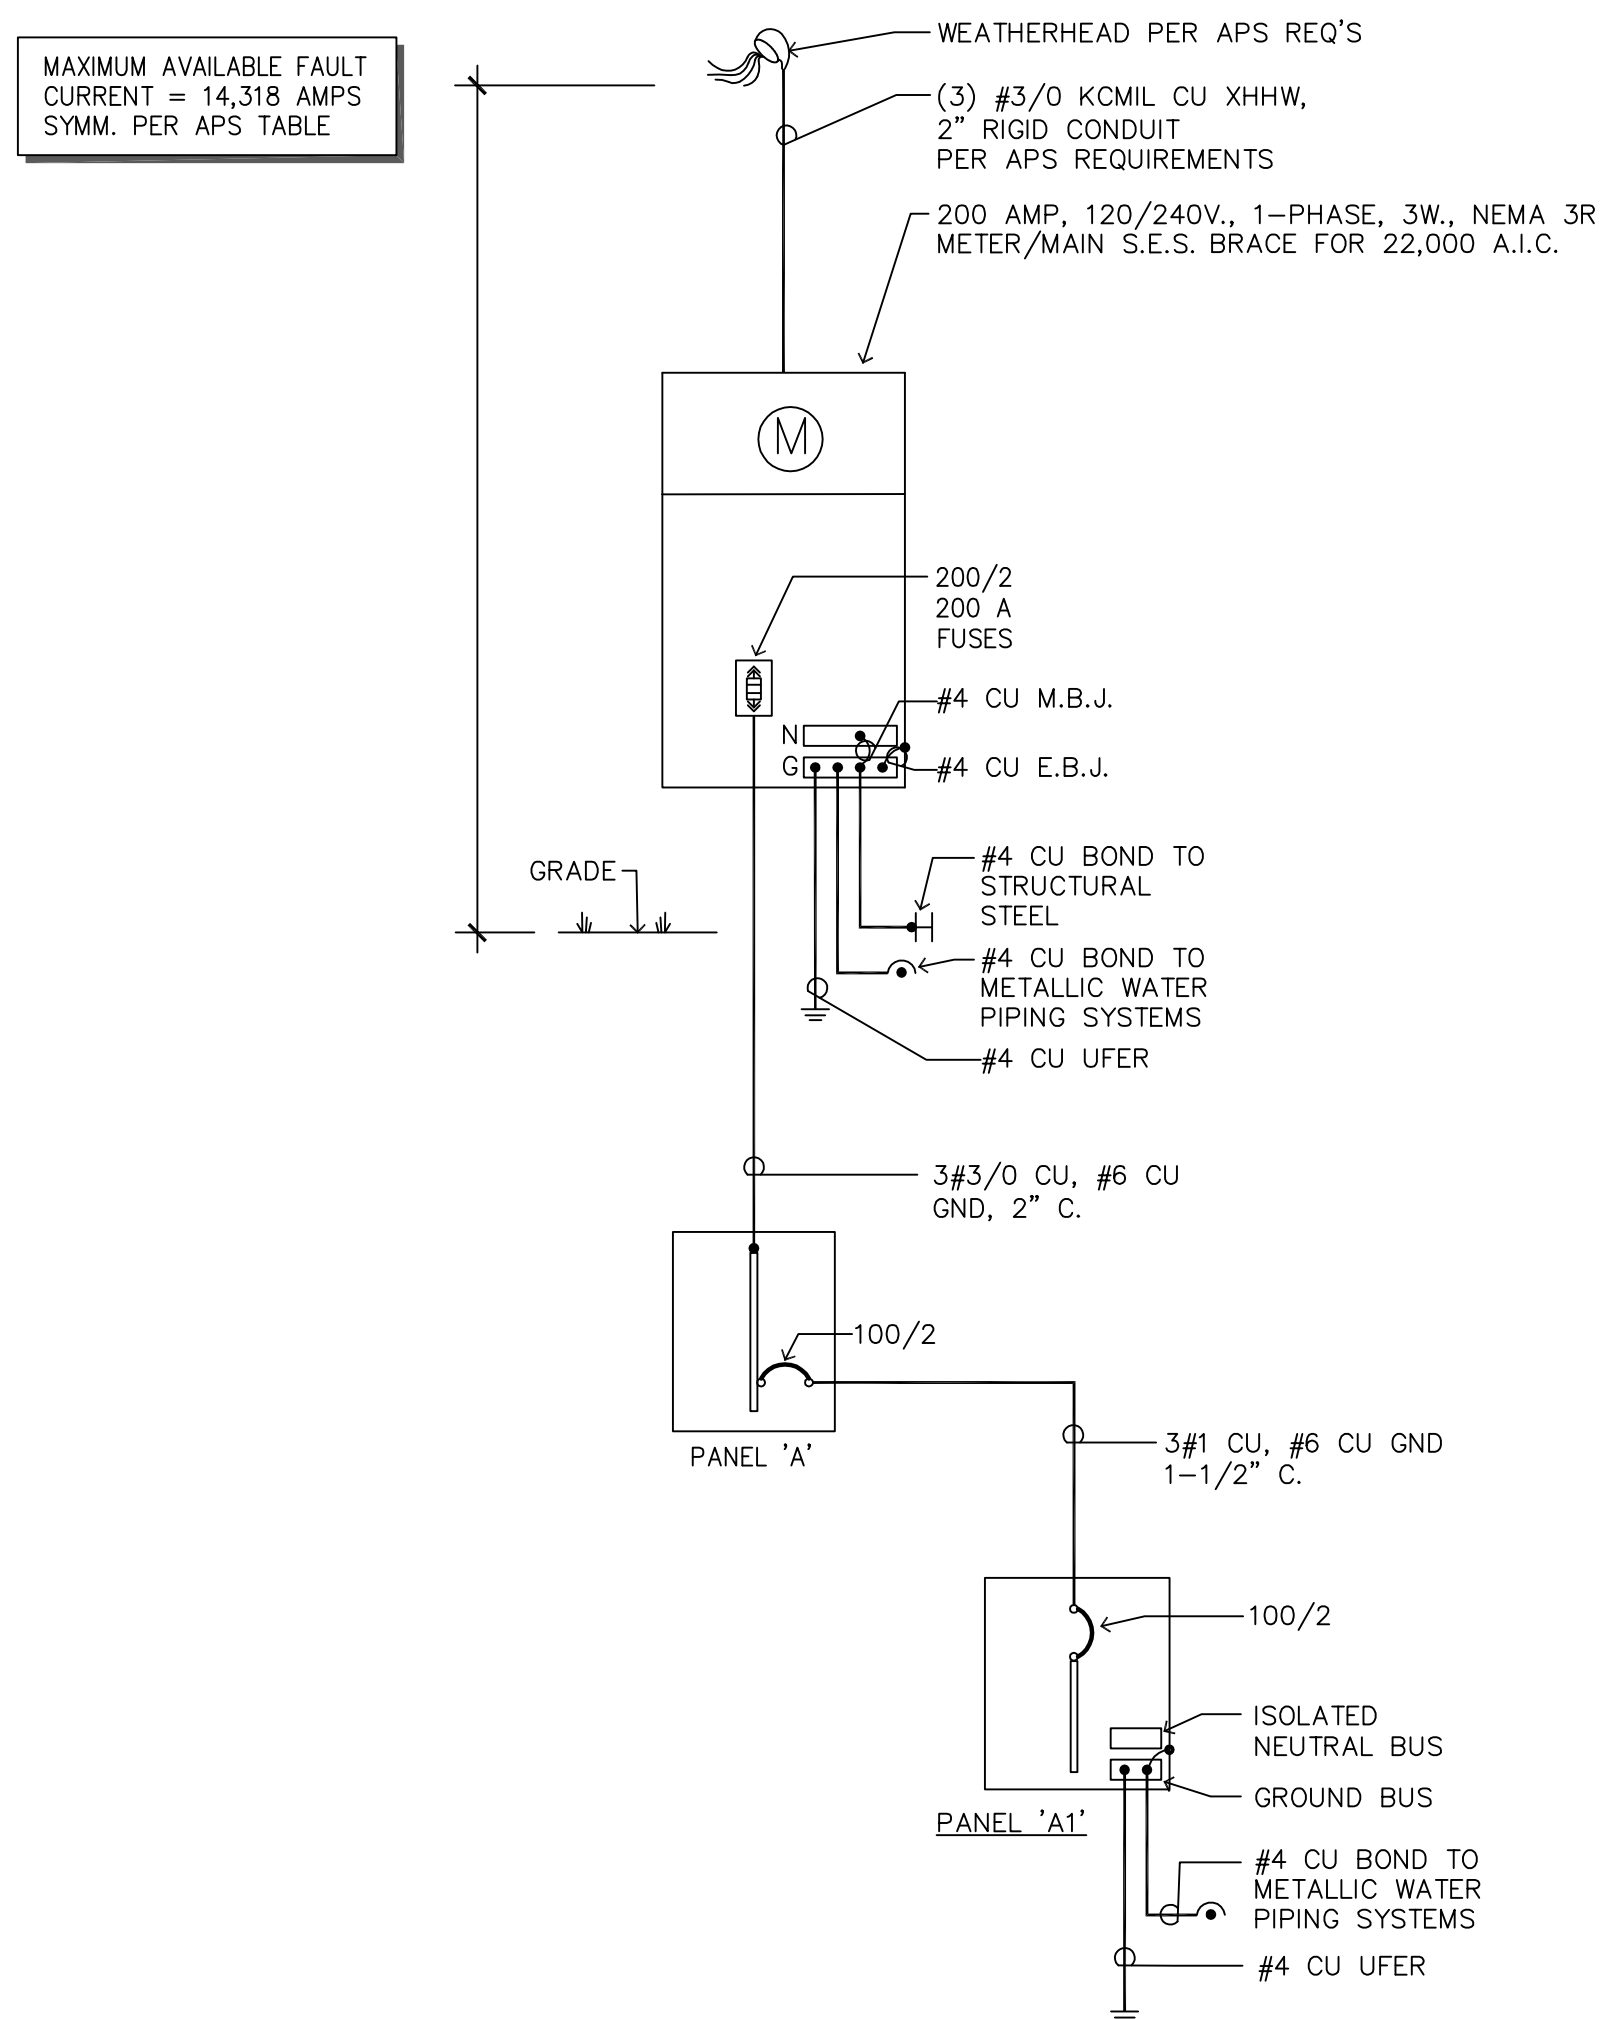 MAXIMUM AVAILABLE FAULT
CURRENT = 14,318 AMPS
SYMM. PER APS TABLE
WEATHERHEAD PER APS REQ'S
(3) #3/0 KCMIL CU XHHW,
2" RIGID CONDUIT
PER APS REQUIREMENTS
200 AMP, 120/240V., 1-PHASE, 3W., NEMA 3R
METER/MAIN S.E.S. BRACE FOR 22,000 A.I.C.
M
200/2
200 A
FUSES
#4 CU M.B.J.
N
G
#4 CU E.B.J.
GRADE
#4 CU BOND TO
STRUCTURAL
STEEL
#4 CU BOND TO
METALLIC WATER
PIPING SYSTEMS
#4 CU UFER
3#3/0 CU, #6 CU
GND, 2" C.
100/2
PANEL 'A'
3#1 CU, #6 CU GND
1-1/2" C.
100/2
ISOLATED
NEUTRAL BUS
GROUND BUS
PANEL 'A1'
#4 CU BOND TO
METALLIC WATER
PIPING SYSTEMS
#4 CU UFER